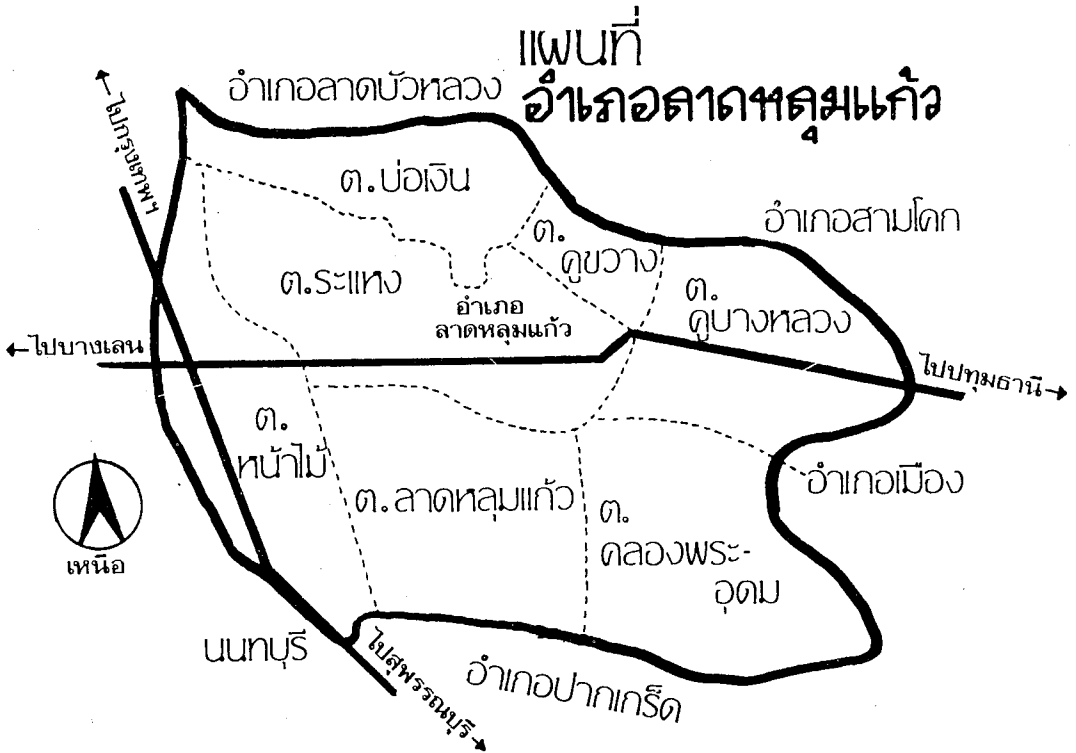 แผนที่
อำเภอลาดหลุมแก้ว
อำเภอลาดบัวหลวง
←ไปกรุงเทพฯ
ต.บ่อเงิน
อำเภอสามโคก
ต.
คูขวาง
ต.ระแหง
ต.
คูบางหลวง
อำเภอ
ลาดหลุมแก้ว
←ไปบางเลน
ไปปทุมธานี→
ต.
หน้าไม้
ต.ลาดหลุมแก้ว
อำเภอเมือง
ต.
คลองพระ-
อุดม
เหนือ
นนทบุรี
ไปสุพรรณบุรี→
อำเภอปากเกร็ด